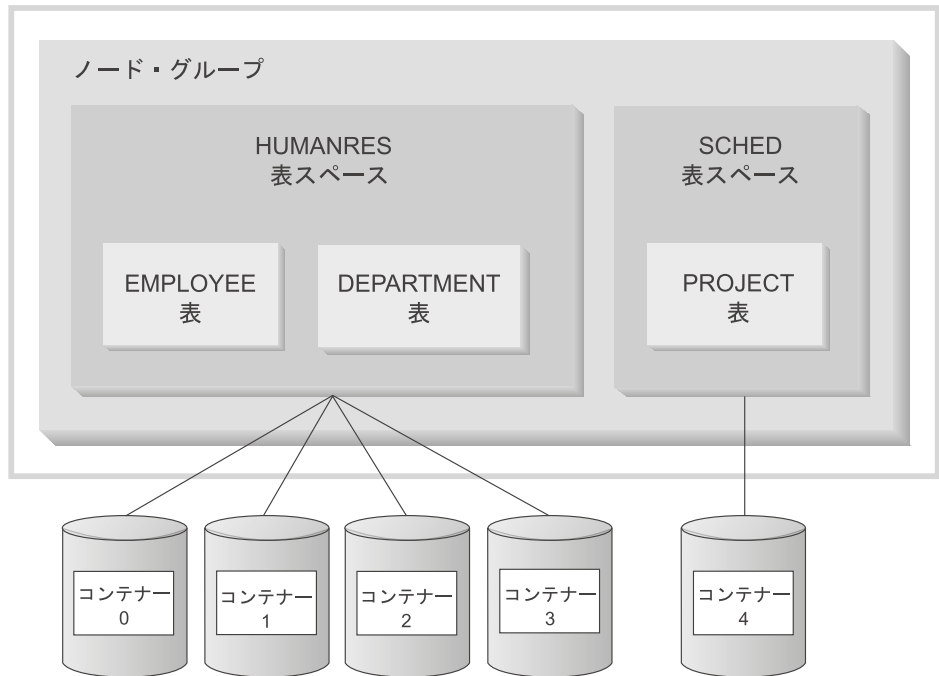 ノード・グループ
HUMANRES
表スペース
SCHED
表スペース
EMPLOYEE
表
DEPARTMENT
表
PROJECT
表
コンテナー
0
コンテナー
1
コンテナー
2
コンテナー
3
コンテナー
4